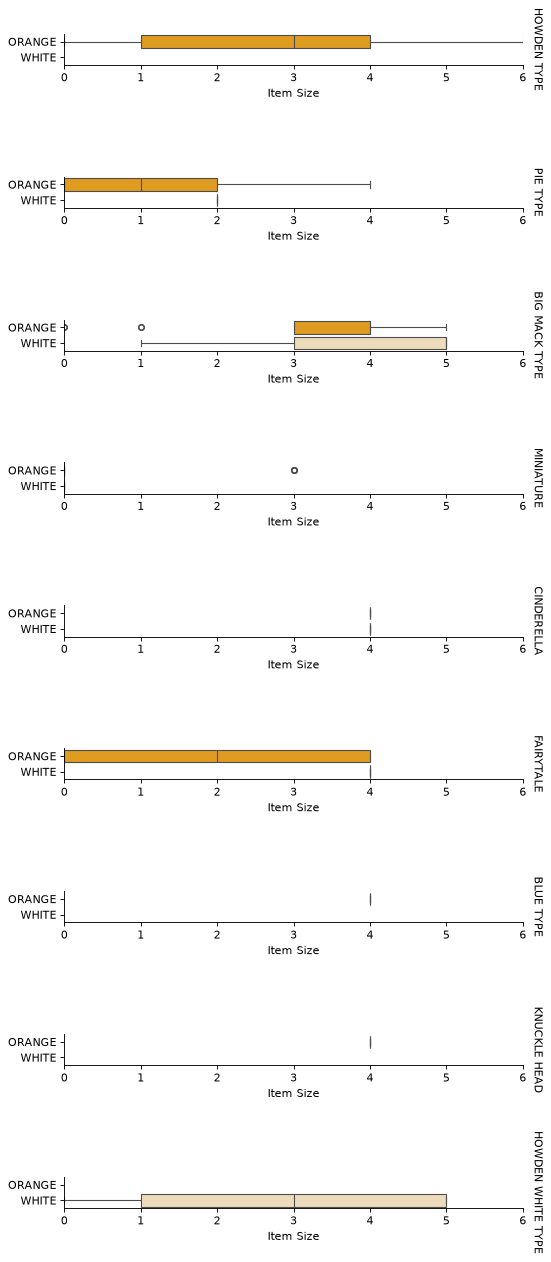 HOWDEN TYPE
ORANGE
WHITE
0 1 2 3 4 5 6
Item Size
PIE TYPE
ORANGE
WHITE
0 1 2 3 4 5 6
Item Size
BIG MACK TYPE
ORANGE
WHITE
0 1 2 3 4 5 6
Item Size
MINIATURE
ORANGE
WHITE
0 1 2 3 4 5 6
Item Size
CINDERELLA
ORANGE
WHITE
0 1 2 3 4 5 6
Item Size
FAIRYTALE
ORANGE
WHITE
0 1 2 3 4 5 6
Item Size
BLUE TYPE
ORANGE
WHITE
0 1 2 3 4 5 6
Item Size
KNUCKLE HEAD
ORANGE
WHITE
0 1 2 3 4 5 6
Item Size
HOWDEN WHITE TYPE
ORANGE
WHITE
0 1 2 3 4 5 6
Item Size